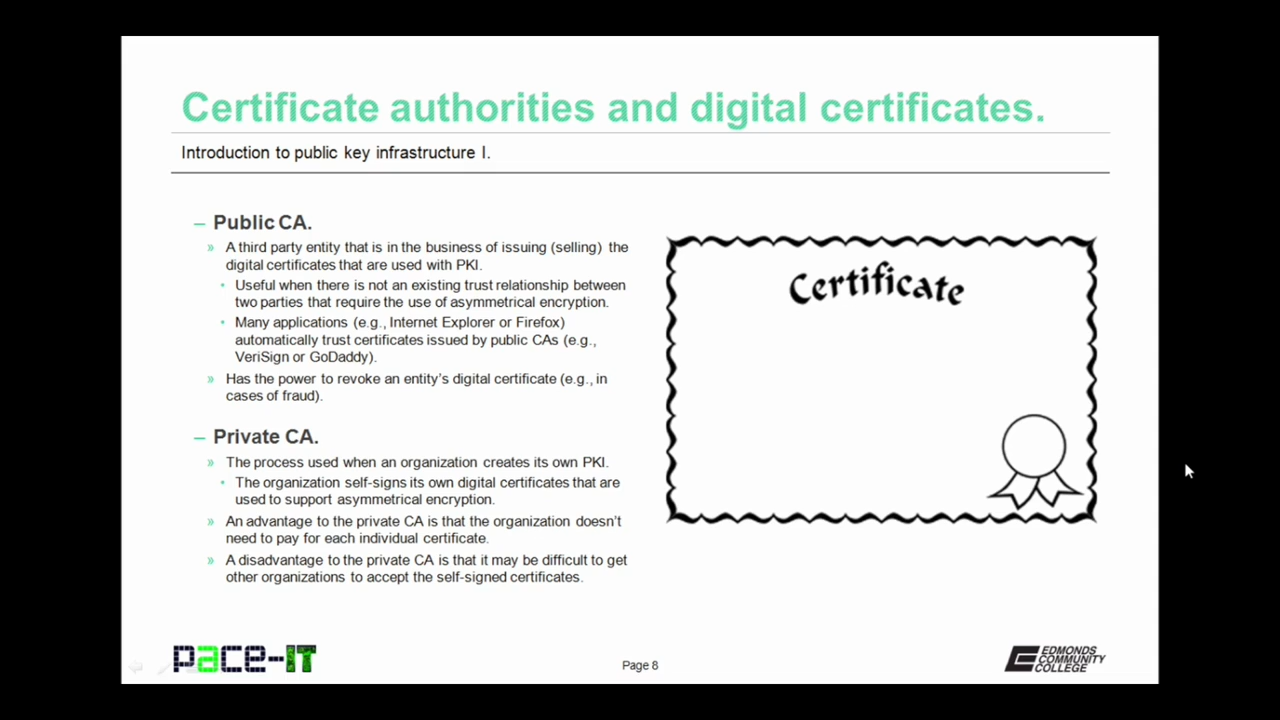 Certificate authorities and digital certificates.
Introduction to public key infrastructure I.
– Public CA.
» A third party entity that is in the business of issuing (selling) the
digital certificates that are used with PKI.
• Useful when there is not an existing trust relationship between
two parties that require the use of asymmetrical encryption.
• Many applications (e.g., Internet Explorer or Firefox)
automatically trust certificates issued by public CAs (e.g.,
VeriSign or GoDaddy).
» Has the power to revoke an entity's digital certificate (e.g., in
cases of fraud).
– Private CA.
» The process used when an organization creates its own PKI.
• The organization self-signs its own digital certificates that are
used to support asymmetrical encryption.
» An advantage to the private CA is that the organization doesn't
need to pay for each individual certificate.
» A disadvantage to the private CA is that it may be difficult to get
other organizations to accept the self-signed certificates.
Certificate
pace-IT
Page 8
EDMONDS
COMMUNITY
COLLEGE